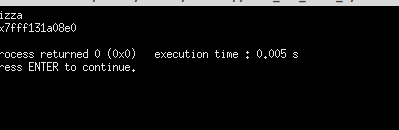 izza
x7fff131a08e0
rocess returned 0 (0x0)   execution time : 0.005 s
ress ENTER to continue.